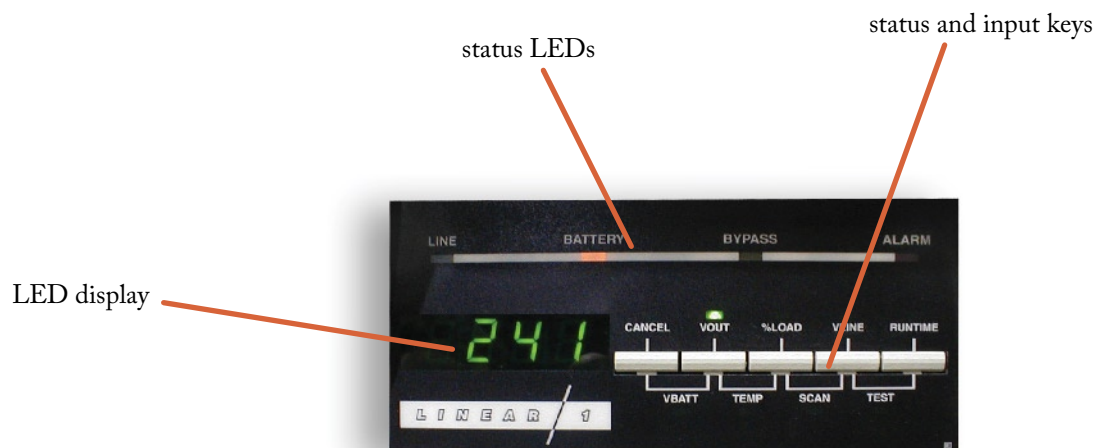 status and input keys
status LEDs
LINE BATTERY BYPASS ALARM
LED display
241
CANCEL VOUT %LOAD VLINE RUNTIME
VBATT TEMP SCAN TEST
LINEAR/1